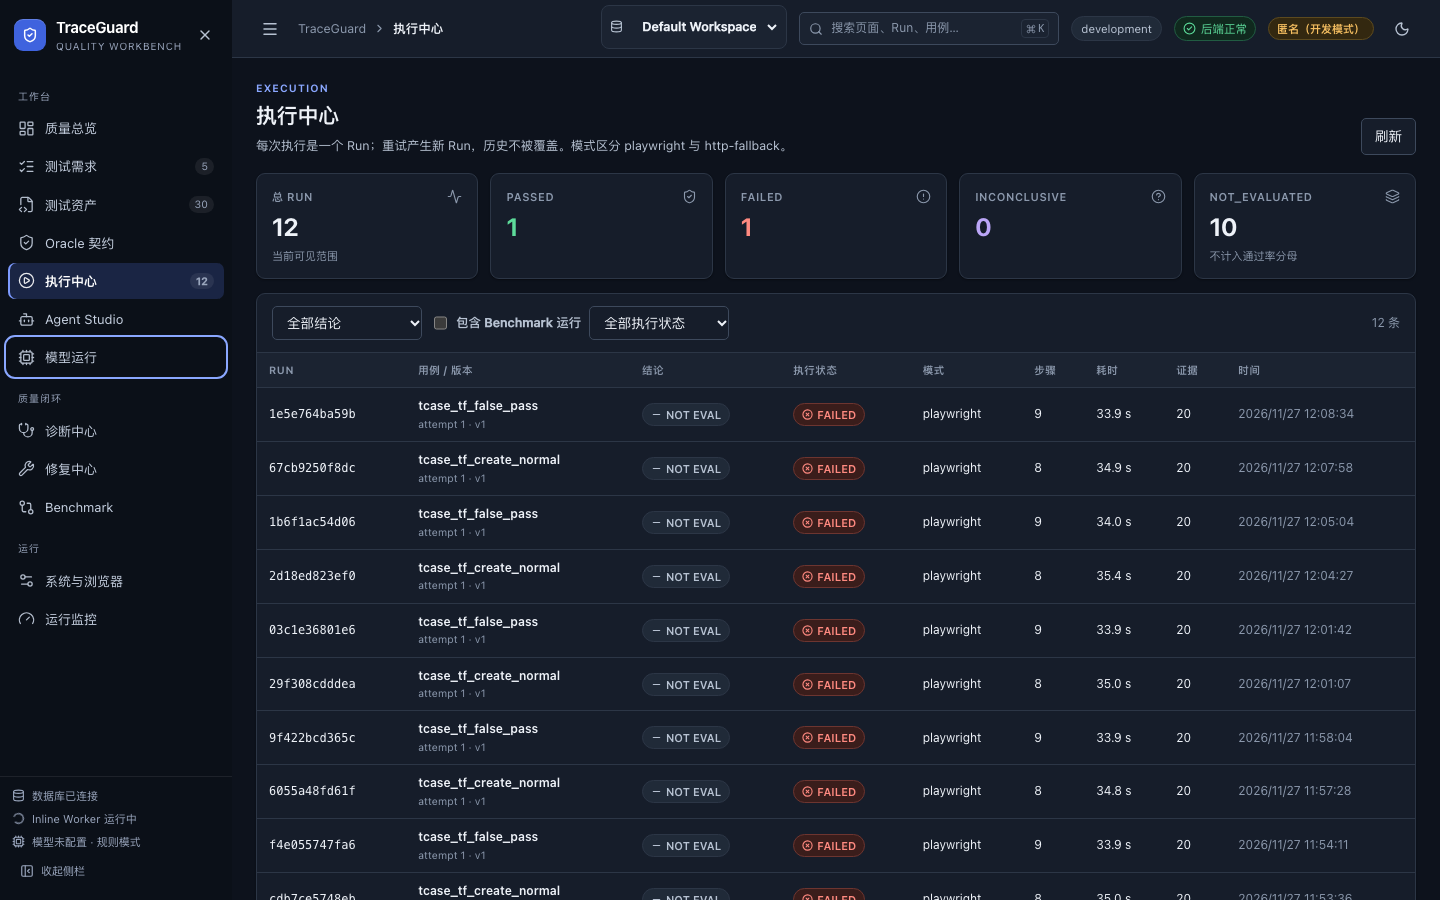 TraceGuard
QUALITY WORKBENCH
工作台
质量总览
测试需求 5
测试资产 30
Oracle 契约
执行中心 12
Agent Studio
模型运行
质量闭环
诊断中心
修复中心
Benchmark
运行
系统与浏览器
运行监控
数据库已连接
Inline Worker 运行中
模型未配置 · 规则模式
收起侧栏
TraceGuard > 执行中心
Default Workspace
搜索页面、Run、用例... ⌘ K
development
后端正常
匿名（开发模式）
EXECUTION
执行中心
每次执行是一个 Run；重试产生新 Run，历史不被覆盖。模式区分 playwright 与 http-fallback。
刷新
总 RUN
12
当前可见范围
PASSED
1
FAILED
1
INCONCLUSIVE
0
NOT_EVALUATED
10
不计入通过率分母
全部结论 包含 Benchmark 运行 全部执行状态 12 条
RUN 用例 / 版本 结论 执行状态 模式 步骤 耗时 证据 时间
1e5e764ba59b tcase_tf_false_pass NOT EVAL FAILED playwright 9 33.9 s 20 2026/11/27 12:08:34
attempt 1 · v1
67cb9250f8dc tcase_tf_create_normal NOT EVAL FAILED playwright 8 34.9 s 20 2026/11/27 12:07:58
attempt 1 · v1
1b6f1ac54d06 tcase_tf_false_pass NOT EVAL FAILED playwright 9 34.0 s 20 2026/11/27 12:05:04
attempt 1 · v1
2d18ed823ef0 tcase_tf_create_normal NOT EVAL FAILED playwright 8 35.4 s 20 2026/11/27 12:04:27
attempt 1 · v1
03c1e36801e6 tcase_tf_false_pass NOT EVAL FAILED playwright 9 33.9 s 20 2026/11/27 12:01:42
attempt 1 · v1
29f308cdddea tcase_tf_create_normal NOT EVAL FAILED playwright 8 35.0 s 20 2026/11/27 12:01:07
attempt 1 · v1
9f422bcd365c tcase_tf_false_pass NOT EVAL FAILED playwright 9 33.9 s 20 2026/11/27 11:58:04
attempt 1 · v1
6055a48fd61f tcase_tf_create_normal NOT EVAL FAILED playwright 8 34.8 s 20 2026/11/27 11:57:28
attempt 1 · v1
f4e055747fa6 tcase_tf_false_pass NOT EVAL FAILED playwright 9 33.9 s 20 2026/11/27 11:54:11
attempt 1 · v1
cdb7ce5748eb tcase_tf_create_normal NOT EVAL FAILED playwright 8 35.0 s 20 2026/11/27 11:53:36